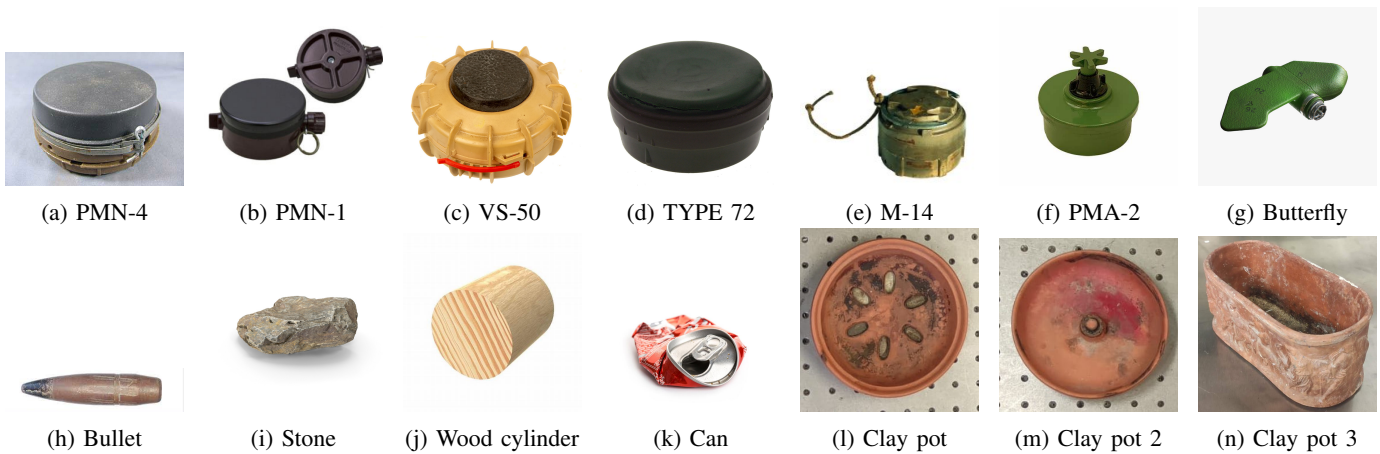 (a) PMN-4
(b) PMN-1
(c) VS-50
(d) TYPE 72
(e) M-14
(f) PMA-2
(g) Butterfly
(h) Bullet
(i) Stone
(j) Wood cylinder
(k) Can
(l) Clay pot
(m) Clay pot 2
(n) Clay pot 3